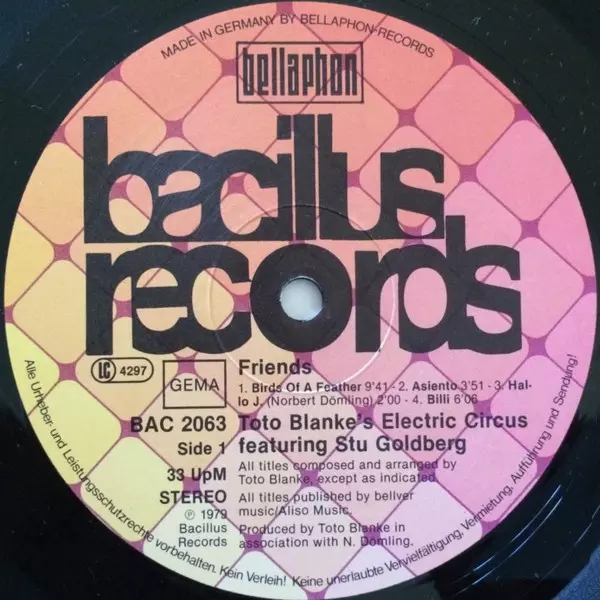 MADE IN GERMANY BY BELLAPHON-RECORDS
bellaphon
bacillus
records
LC 4297
GEMA
Friends
1. Birds Of A Feather 9'41 - 2. Asiento 3'51 - 3. Hal-
lo J. (Norbert Dömling) 2'00 - 4. Billi 6'06
BAC 2063
Side 1
Toto Blanke's Electric Circus
featuring Stu Goldberg
33 UpM
STEREO
℗ 1979
Bacillus
Records
All titles composed and arranged by
Toto Blanke, except as indicated.
All titles published by bellver
music/Aliso Music.
Produced by Toto Blanke in
association with N. Dömling.
Alle Urheber- und Leistungsschutzrechte vorbehalten. Kein Verleih! Keine unerlaubte Vervielfältigung, Vermietung, Aufführung und Sendung!